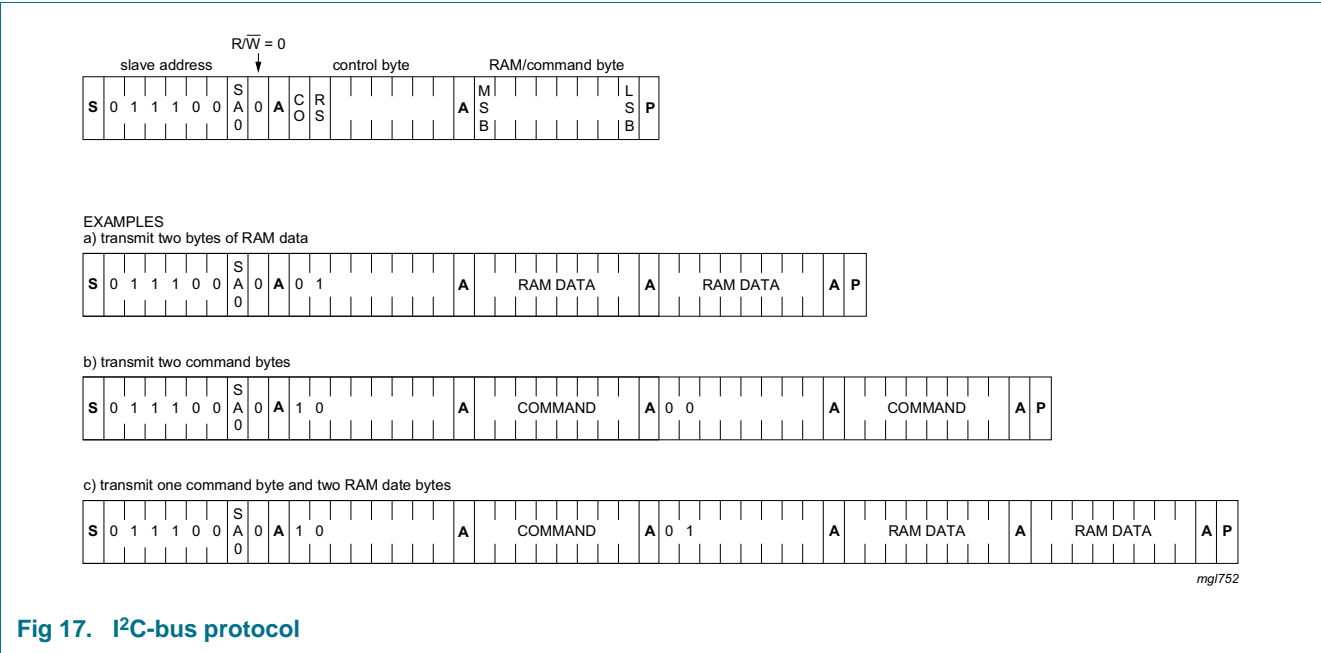 R/W̅ = 0
slave address control byte RAM/command byte
S 0 1 1 1 0 0 SA0 0 A CO RS A MSB LSB P
EXAMPLES
a) transmit two bytes of RAM data
S 0 1 1 1 0 0 SA0 0 A 0 1 A RAM DATA A RAM DATA A P
b) transmit two command bytes
S 0 1 1 1 0 0 SA0 0 A 1 0 A COMMAND A 0 0 A COMMAND A P
c) transmit one command byte and two RAM date bytes
S 0 1 1 1 0 0 SA0 0 A 1 0 A COMMAND A 0 1 A RAM DATA A RAM DATA A P
mgl752
Fig 17. I²C-bus protocol